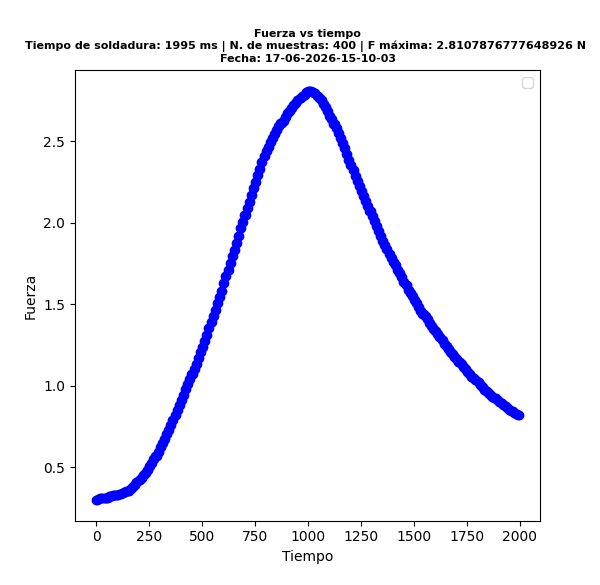 Fuerza vs tiempo
Tiempo de soldadura: 1995 ms | N. de muestras: 400 | F máxima: 2.8107876777648926 N
Fecha: 17-06-2026-15-10-03
2.5
2.0
1.5
1.0
0.5
Fuerza
0 250 500 750 1000 1250 1500 1750 2000
Tiempo